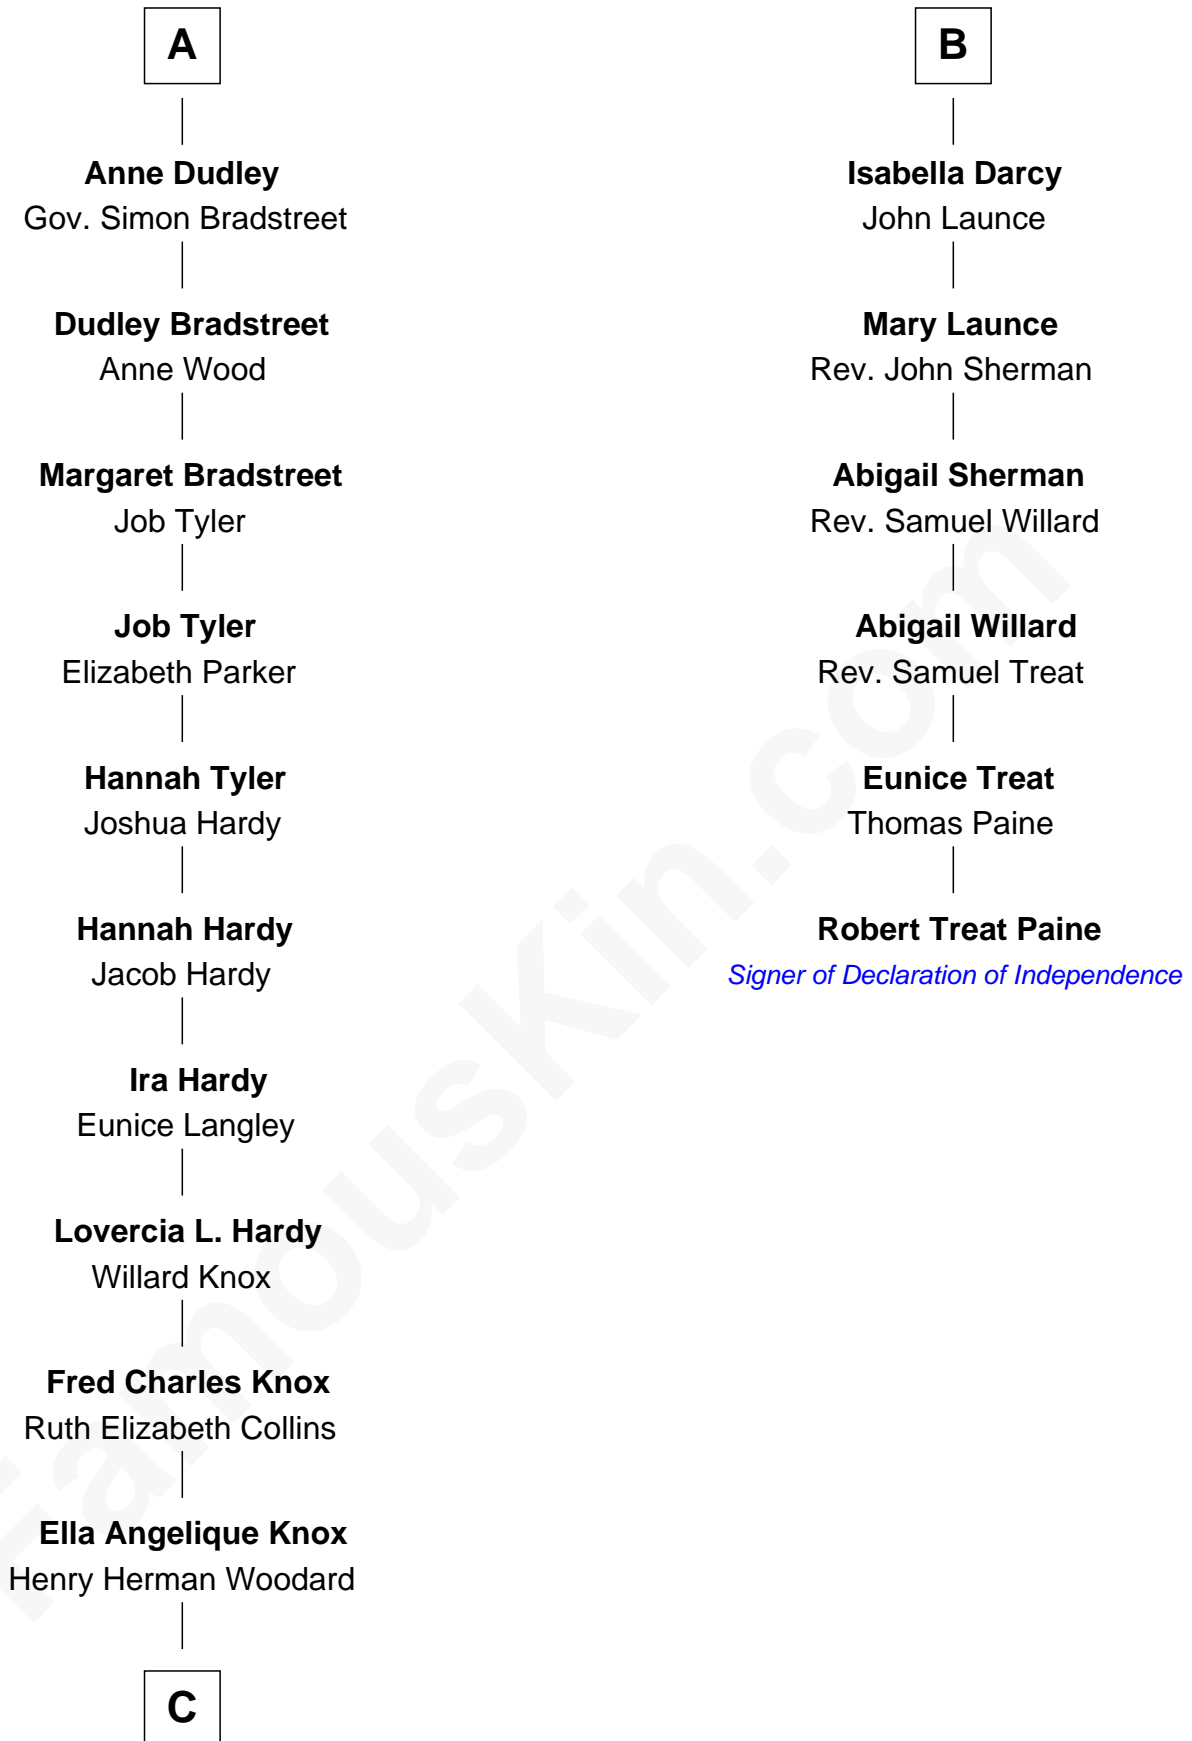 A
Anne Dudley
Gov. Simon Bradstreet
Dudley Bradstreet
Anne Wood
Margaret Bradstreet
Job Tyler
Job Tyler
Elizabeth Parker
Hannah Tyler
Joshua Hardy
Hannah Hardy
Jacob Hardy
Ira Hardy
Eunice Langley
Lovercia L. Hardy
Willard Knox
Fred Charles Knox
Ruth Elizabeth Collins
Ella Angelique Knox
Henry Herman Woodard
C
B
Isabella Darcy
John Launce
Mary Launce
Rev. John Sherman
Abigail Sherman
Rev. Samuel Willard
Abigail Willard
Rev. Samuel Treat
Eunice Treat
Thomas Paine
Robert Treat Paine
Signer of Declaration of Independence
FamousKin.com